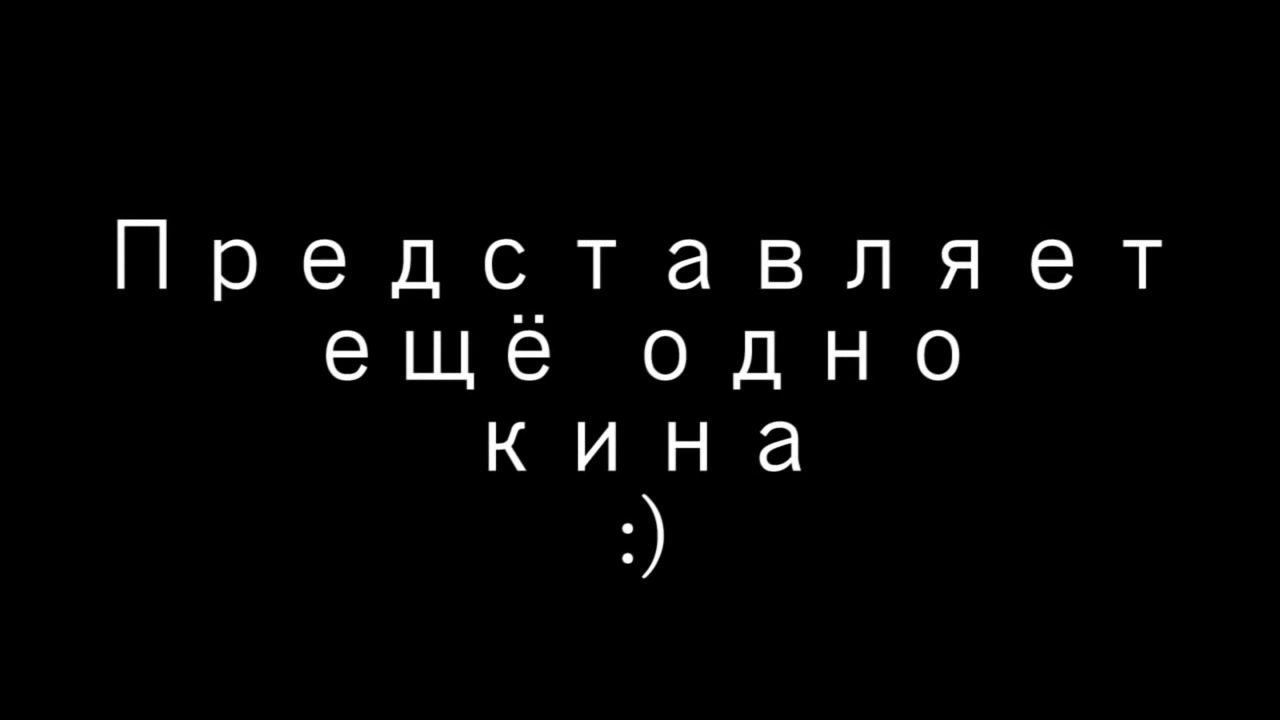 Представляет
ещё одно
кина
:)